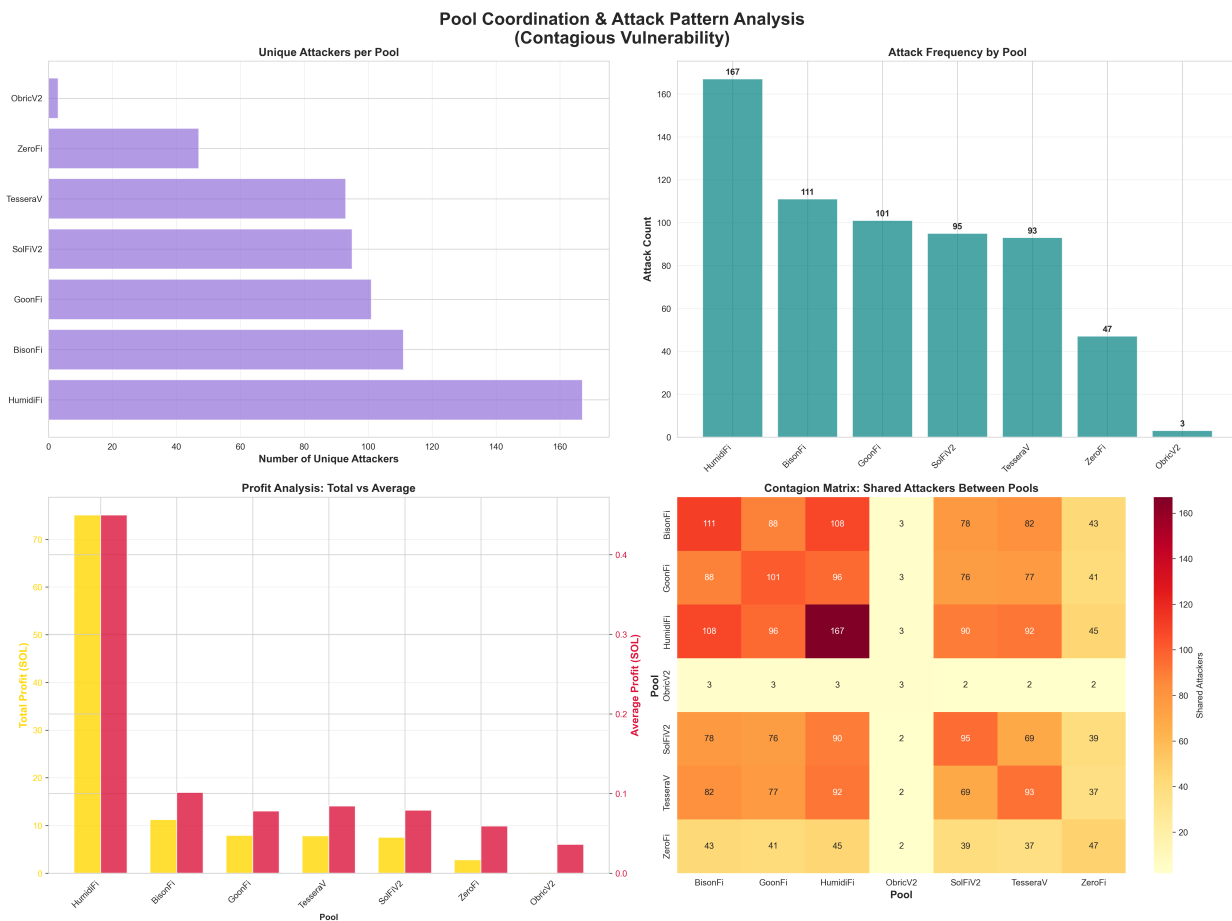 Pool Coordination & Attack Pattern Analysis
(Contagious Vulnerability)
Unique Attackers per Pool
ObricV2
ZeroFi
TesseraV
SolFiV2
GoonFi
BisonFi
HumidiFi
0 20 40 60 80 100 120 140 160
Number of Unique Attackers
Attack Frequency by Pool
Attack Count
160
140
120
100
80
60
40
20
0
167
111
101
95
93
47
3
HumidiFi BisonFi GoonFi SolFiV2 TesseraV ZeroFi ObricV2
Profit Analysis: Total vs Average
Total Profit (SOL)
70
60
50
40
30
20
10
0
0.4
0.3
0.2
0.1
0.0
Average Profit (SOL)
HumidiFi BisonFi GoonFi TesseraV SolFiV2 ZeroFi ObricV2
Pool
Contagion Matrix: Shared Attackers Between Pools
Pool
BisonFi 111 88 108 3 78 82 43
GoonFi 88 101 96 3 76 77 41
HumidiFi 108 96 167 3 90 92 45
ObricV2 3 3 3 3 2 2 2
SolFiV2 78 76 90 2 95 69 39
TesseraV 82 77 92 2 69 93 37
ZeroFi 43 41 45 2 39 37 47
BisonFi GoonFi HumidiFi ObricV2 SolFiV2 TesseraV ZeroFi
Pool
160
140
120
100
80
60
40
20
Shared Attackers